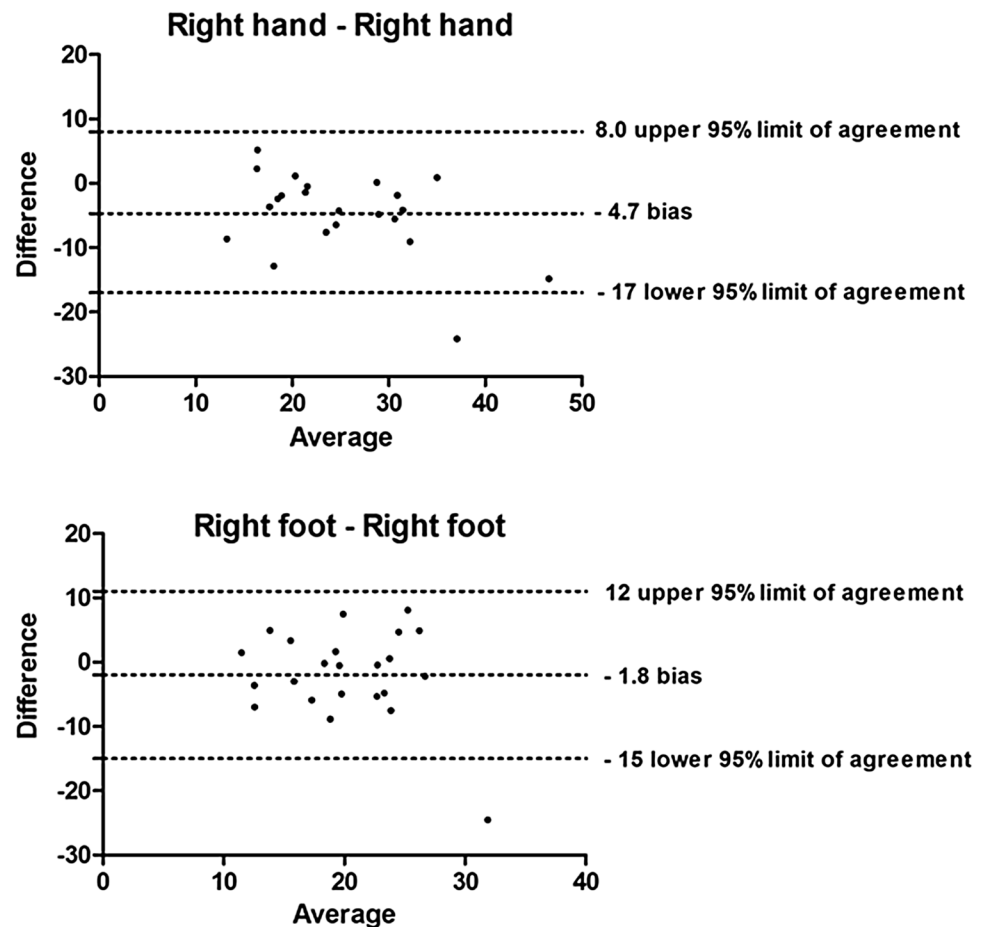 Right hand - Right hand
20
10
0
-10
-20
-30
Difference
8.0 upper 95% limit of agreement
- 4.7 bias
- 17 lower 95% limit of agreement
0 10 20 30 40 50
Average
Right foot - Right foot
20
10
0
-10
-20
-30
Difference
12 upper 95% limit of agreement
- 1.8 bias
- 15 lower 95% limit of agreement
0 10 20 30 40
Average